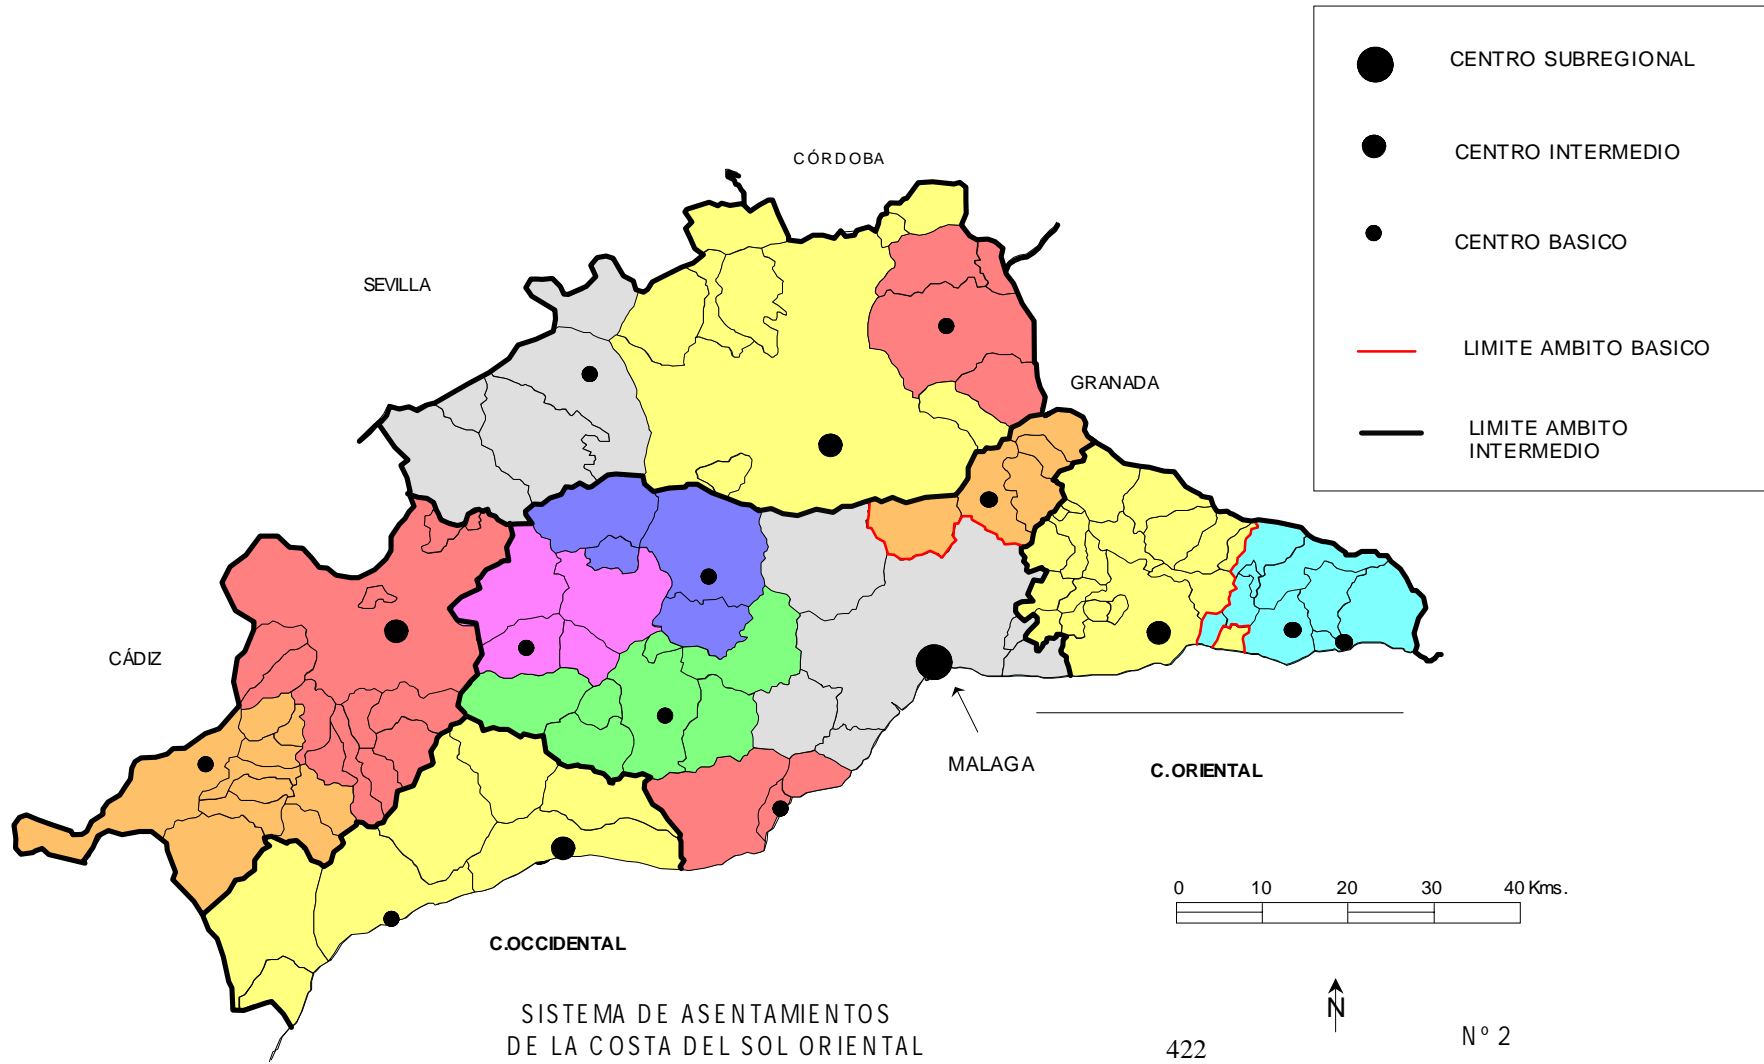 CENTRO SUBREGIONAL
CENTRO INTERMEDIO
CENTRO BASICO
LIMITE AMBITO BASICO
LIMITE AMBITO
INTERMEDIO
CÓRDOBA
SEVILLA
GRANADA
CÁDIZ
MALAGA
C.ORIENTAL
0 10 20 30 40 Kms.
C.OCCIDENTAL
SISTEMA DE ASENTAMIENTOS
DE LA COSTA DEL SOL ORIENTAL
N
422
Nº 2